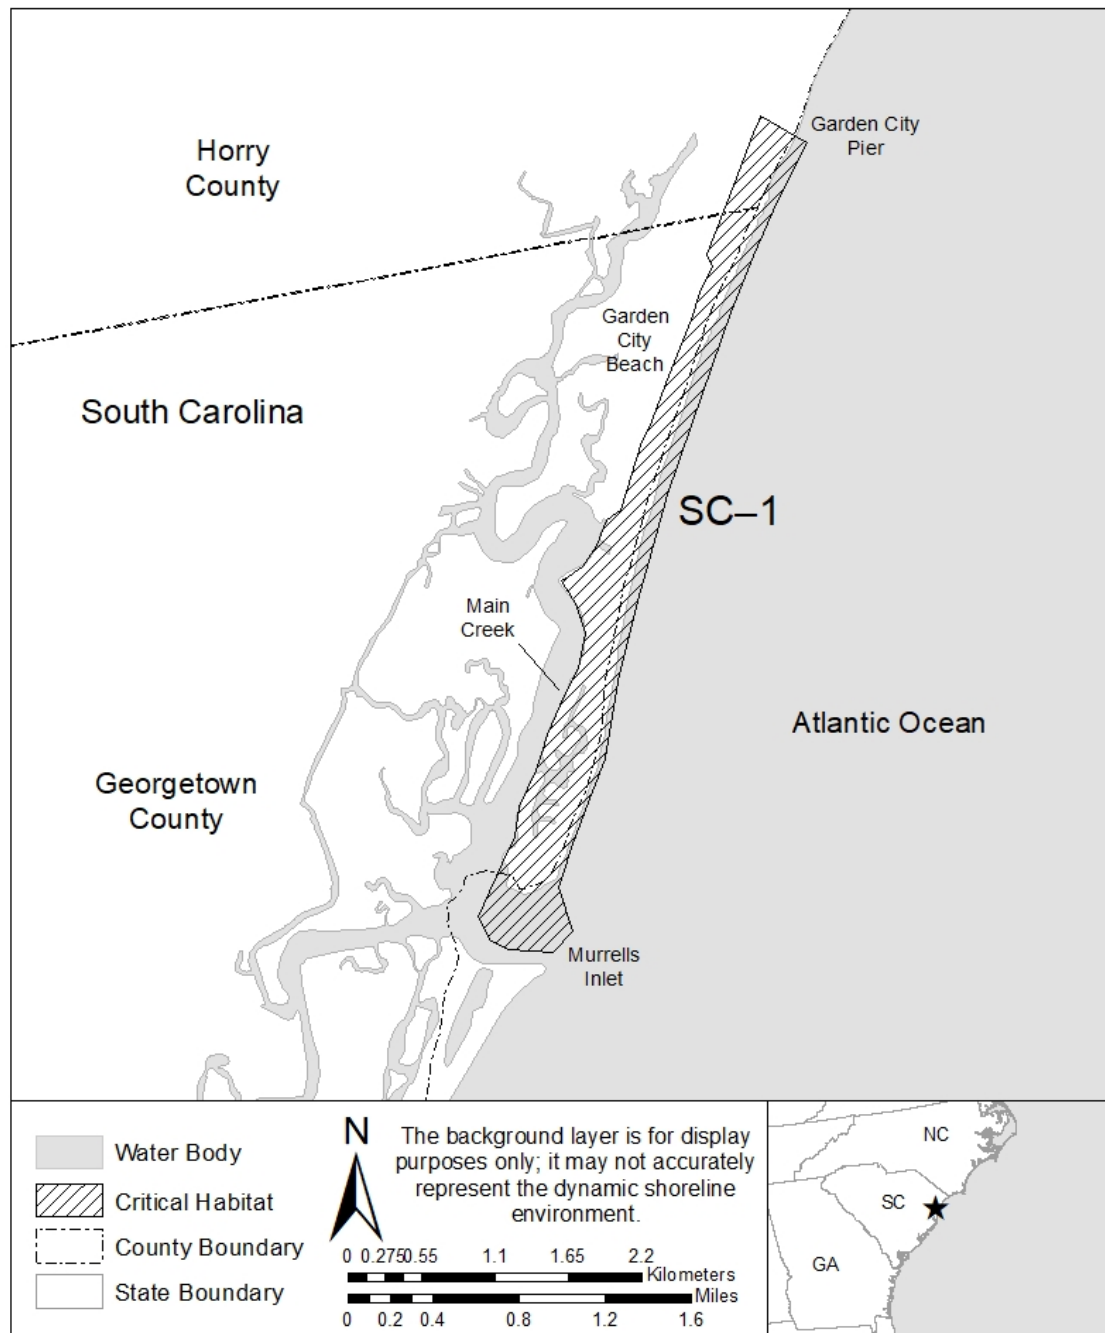 Garden City
Pier
Horry
County
Garden
City
Beach
South Carolina
SC–1
Main
Creek
Atlantic Ocean
Georgetown
County
Murrells
Inlet
Water Body
Critical Habitat
County Boundary
State Boundary
N
The background layer is for display
purposes only; it may not accurately
represent the dynamic shoreline
environment.
0 0.275 0.55 1.1 1.65 2.2
Kilometers
Miles
0 0.2 0.4 0.8 1.2 1.6
NC
SC
GA